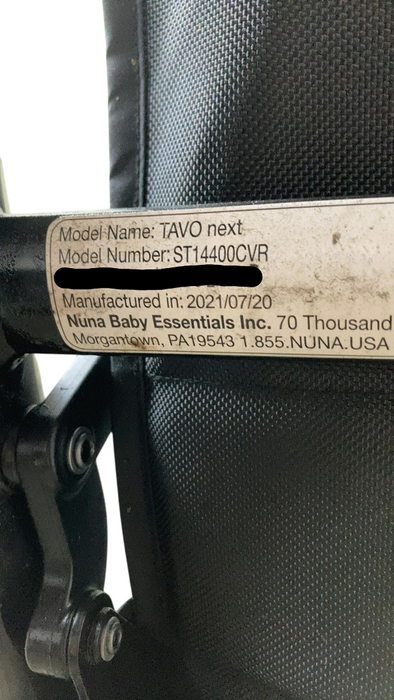 Model Name: TAVO next
Model Number: ST14400CVR
Manufactured in: 2021/07/20
Nuna Baby Essentials Inc. 70 Thousand
Morgantown, PA19543 1.855.NUNA.USA